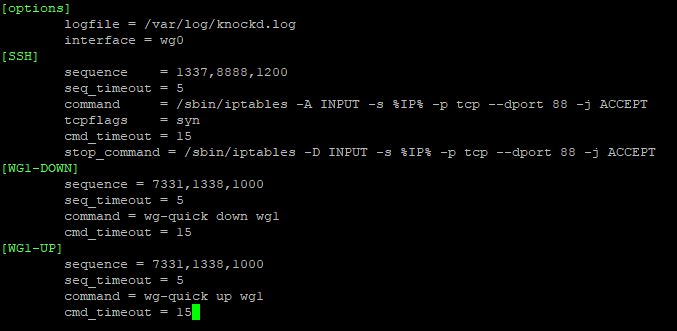 [options]
logfile = /var/log/knockd.log
interface = wg0
[SSH]
sequence    = 1337,8888,1200
seq_timeout = 5
command     = /sbin/iptables -A INPUT -s %IP% -p tcp --dport 88 -j ACCEPT
tcpflags    = syn
cmd_timeout = 15
stop_command = /sbin/iptables -D INPUT -s %IP% -p tcp --dport 88 -j ACCEPT
[WG1-DOWN]
sequence = 7331,1338,1000
seq_timeout = 5
command = wg-quick down wg1
cmd_timeout = 15
[WG1-UP]
sequence = 7331,1338,1000
seq_timeout = 5
command = wg-quick up wg1
cmd_timeout = 15